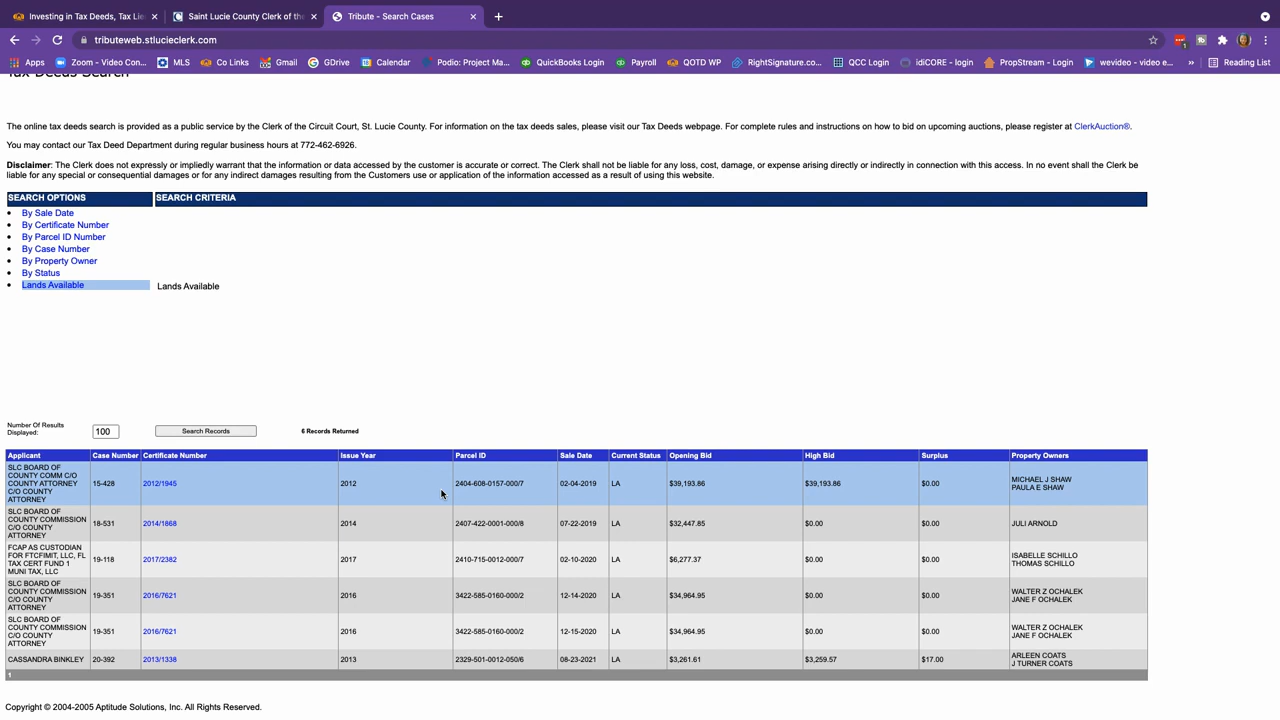 Investing in Tax Deeds, Tax Lie
Saint Lucie County Clerk of the
Tribute - Search Cases
tributeweb.stlucieclerk.com
Apps Zoom - Video Con... MLS Co Links Gmail GDrive Calendar Podio: Project Ma... QuickBooks Login Payroll QOTD WP RightSignature.co... QCC Login idiCORE - login PropStream - Login wevideo - video e... » Reading List
Tax Deeds Search
The online tax deeds search is provided as a public service by the Clerk of the Circuit Court, St. Lucie County. For information on the tax deeds sales, please visit our Tax Deeds webpage. For complete rules and instructions on how to bid on upcoming auctions, please register at ClerkAuction®.
You may contact our Tax Deed Department during regular business hours at 772-462-6926.
Disclaimer: The Clerk does not expressly or impliedly warrant that the information or data accessed by the customer is accurate or correct. The Clerk shall not be liable for any loss, cost, damage, or expense arising directly or indirectly in connection with this access. In no event shall the Clerk be
liable for any special or consequential damages or for any indirect damages resulting from the Customers use or application of the information accessed as a result of using this website.
SEARCH OPTIONS SEARCH CRITERIA
• By Sale Date
• By Certificate Number
• By Parcel ID Number
• By Case Number
• By Property Owner
• By Status
• Lands Available Lands Available
Number Of Results
Displayed: 100 Search Records 6 Records Returned
Applicant Case Number Certificate Number Issue Year Parcel ID Sale Date Current Status Opening Bid High Bid Surplus Property Owners
SLC BOARD OF
COUNTY COMM C/O
COUNTY ATTORNEY
C/O COUNTY
ATTORNEY
15-428 2012/1945 2012 2404-608-0157-000/7 02-04-2019 LA $39,193.86 $39,193.86 $0.00
MICHAEL J SHAW
PAULA E SHAW
SLC BOARD OF
COUNTY COMMISSION
C/O COUNTY
ATTORNEY
18-531 2014/1868 2014 2407-422-0001-000/8 07-22-2019 LA $32,447.85 $0.00 $0.00 JULI ARNOLD
FCAP AS CUSTODIAN
FOR FTCFIMIT, LLC, FL
TAX CERT FUND 1
MUNI TAX, LLC
19-118 2017/2382 2017 2410-715-0012-000/7 02-10-2020 LA $6,277.37 $0.00 $0.00
ISABELLE SCHILLO
THOMAS SCHILLO
SLC BOARD OF
COUNTY COMMISSION
C/O COUNTY
ATTORNEY
19-351 2016/7621 2016 3422-585-0160-000/2 12-14-2020 LA $34,964.95 $0.00 $0.00
WALTER Z OCHALEK
JANE F OCHALEK
SLC BOARD OF
COUNTY COMMISSION
C/O COUNTY
ATTORNEY
19-351 2016/7621 2016 3422-585-0160-000/2 12-15-2020 LA $34,964.95 $0.00 $0.00
WALTER Z OCHALEK
JANE F OCHALEK
CASSANDRA BINKLEY 20-392 2013/1338 2013 2329-501-0012-050/6 08-23-2021 LA $3,261.61 $3,259.57 $17.00
ARLEEN COATS
J TURNER COATS
1
Copyright © 2004-2005 Aptitude Solutions, Inc. All Rights Reserved.